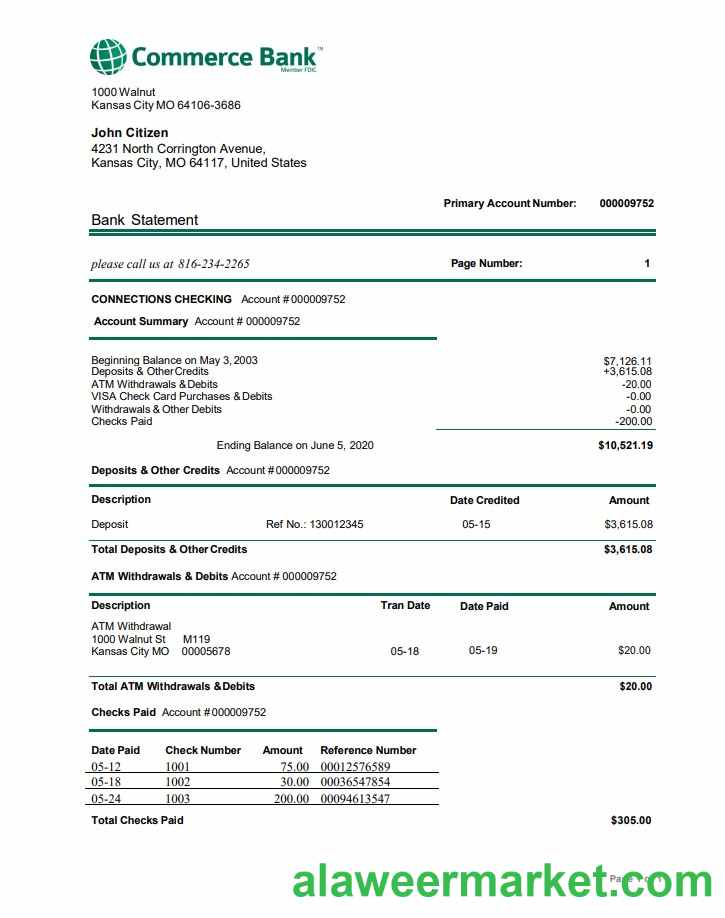 Commerce Bank™
Member FDIC
1000 Walnut
Kansas City MO 64106-3686
John Citizen
4231 North Corrington Avenue,
Kansas City, MO 64117, United States
Primary Account Number: 000009752
Bank Statement
please call us at 816-234-2265 Page Number: 1
CONNECTIONS CHECKING Account # 000009752
Account Summary Account # 000009752
Beginning Balance on May 3, 2003 $7,126.11
Deposits & Other Credits +3,615.08
ATM Withdrawals & Debits -20.00
VISA Check Card Purchases & Debits -0.00
Withdrawals & Other Debits -0.00
Checks Paid -200.00
Ending Balance on June 5, 2020 $10,521.19
Deposits & Other Credits Account # 000009752
Description Date Credited Amount
Deposit Ref No.: 130012345 05-15 $3,615.08
Total Deposits & Other Credits $3,615.08
ATM Withdrawals & Debits Account # 000009752
Description Tran Date Date Paid Amount
ATM Withdrawal
1000 Walnut St M119
Kansas City MO 00005678 05-18 05-19 $20.00
Total ATM Withdrawals & Debits $20.00
Checks Paid Account # 000009752
Date Paid Check Number Amount Reference Number
05-12 1001 75.00 00012576589
05-18 1002 30.00 00036547854
05-24 1003 200.00 00094613547
Total Checks Paid $305.00
alaweermarket.com